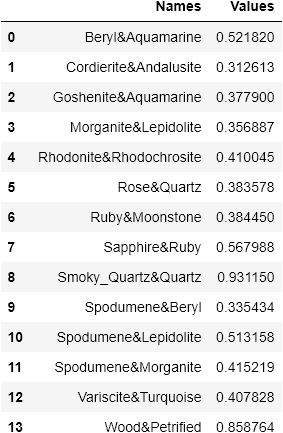 Names Values
0 Beryl&Aquamarine 0.521820
1 Cordierite&Andalusite 0.312613
2 Goshenite&Aquamarine 0.377900
3 Morganite&Lepidolite 0.356887
4 Rhodonite&Rhodochrosite 0.410045
5 Rose&Quartz 0.383578
6 Ruby&Moonstone 0.384450
7 Sapphire&Ruby 0.567988
8 Smoky_Quartz&Quartz 0.931150
9 Spodumene&Beryl 0.335434
10 Spodumene&Lepidolite 0.513158
11 Spodumene&Morganite 0.415219
12 Variscite&Turquoise 0.407828
13 Wood&Petrified 0.858764